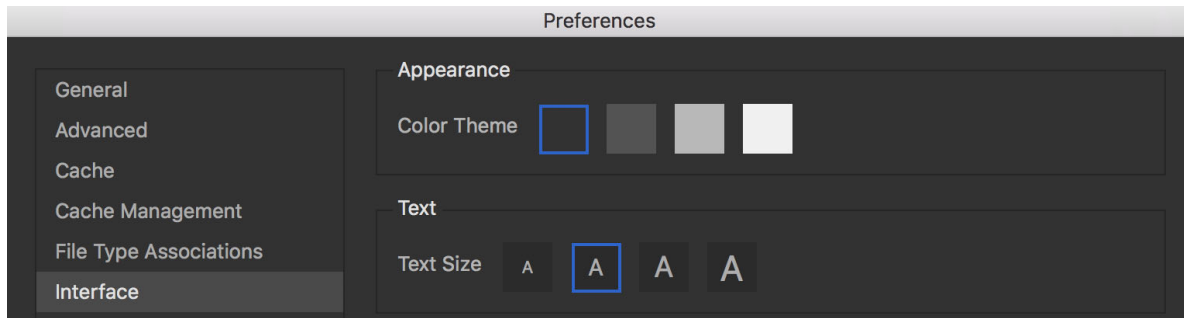 Preferences
General
Advanced
Cache
Cache Management
File Type Associations
Interface
Appearance
Color Theme
Text
Text Size A A A A